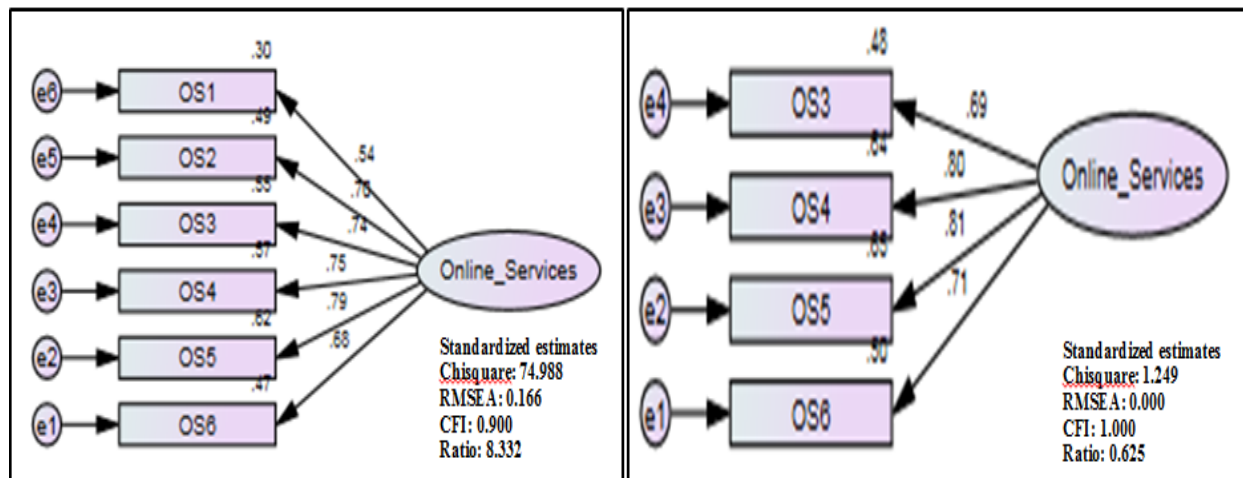 .30
e6
OS1
.49
e5
OS2
.55
e4
OS3
.57
e3
OS4
.62
e2
OS5
.47
e1
OS6
.54
.74
.75
.79
.68
Online_Services
Standardized estimates
Chisquare: 74.988
RMSEA: 0.166
CFI: 0.900
Ratio: 8.332
.48
e4
OS3
.64
e3
OS4
.65
e2
OS5
.50
e1
OS6
.69
.80
.81
.71
Online_Services
Standardized estimates
Chisquare: 1.249
RMSEA: 0.000
CFI: 1.000
Ratio: 0.625